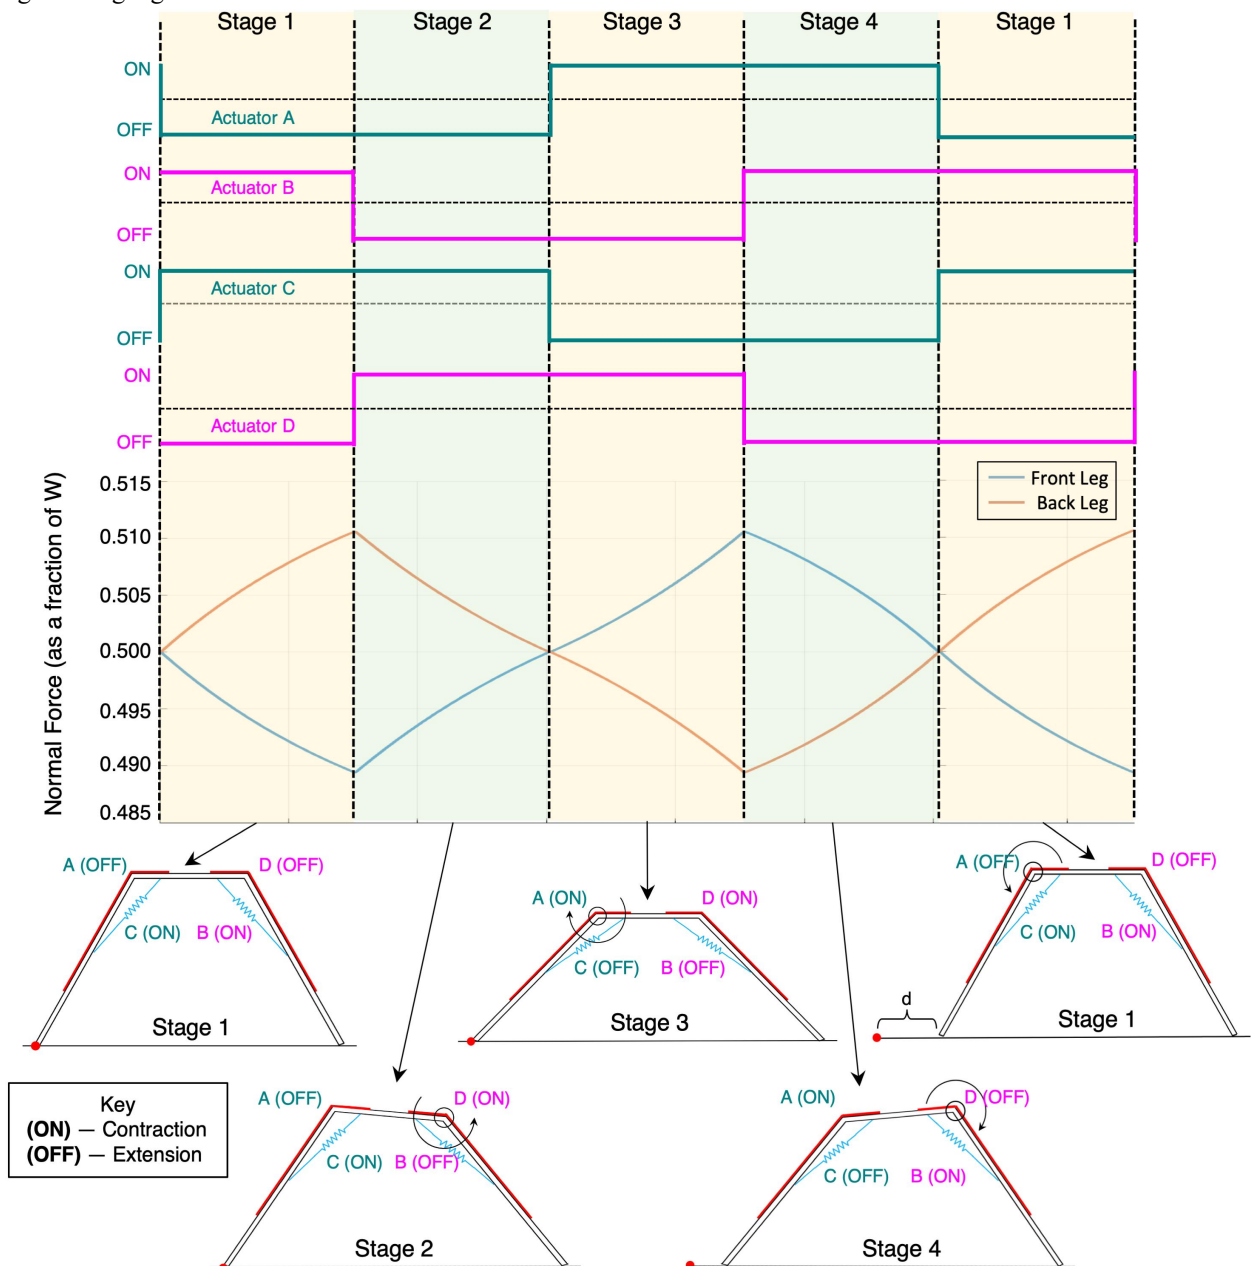 Stage 1 Stage 2 Stage 3 Stage 4 Stage 1
ON
Actuator A
OFF
ON
Actuator B
OFF
ON
Actuator C
OFF
ON
Actuator D
OFF
Normal Force (as a fraction of W)
0.515
0.510
0.505
0.500
0.495
0.490
0.485
Front Leg
Back Leg
A (OFF) D (OFF)
C (ON) B (ON)
Stage 1
A (ON) D (ON)
C (OFF) B (OFF)
Stage 3
A (OFF) D (OFF)
C (ON) B (ON)
d
Stage 1
Key
(ON) — Contraction
(OFF) — Extension
A (OFF) D (ON)
C (ON) B (OFF)
Stage 2
A (ON) D (OFF)
C (OFF) B (ON)
Stage 4